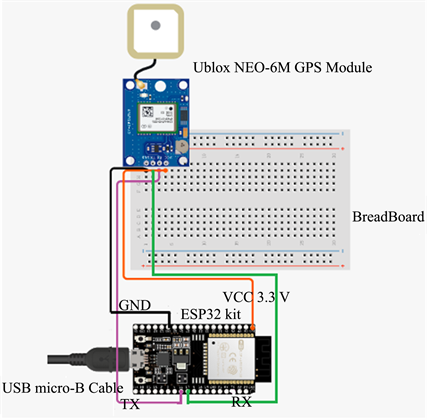 Ublox NEO-6M GPS Module
BreadBoard
VCC 3.3 V
GND
ESP32 kit
USB micro-B Cable
TX
RX